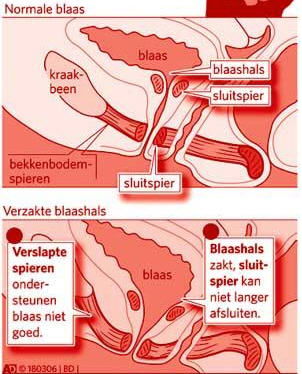 Normale blaas
blaas
blaashals
kraak-
been
sluitspier
bekkenbodem-
spieren
sluitspier
Verzakte blaashals
Verslapte
spieren
onder-
steunen
blaas niet
goed.
blaas
Blaashals
zakt, sluit-
spier kan
niet langer
afsluiten.
AD © 180306 | BD |